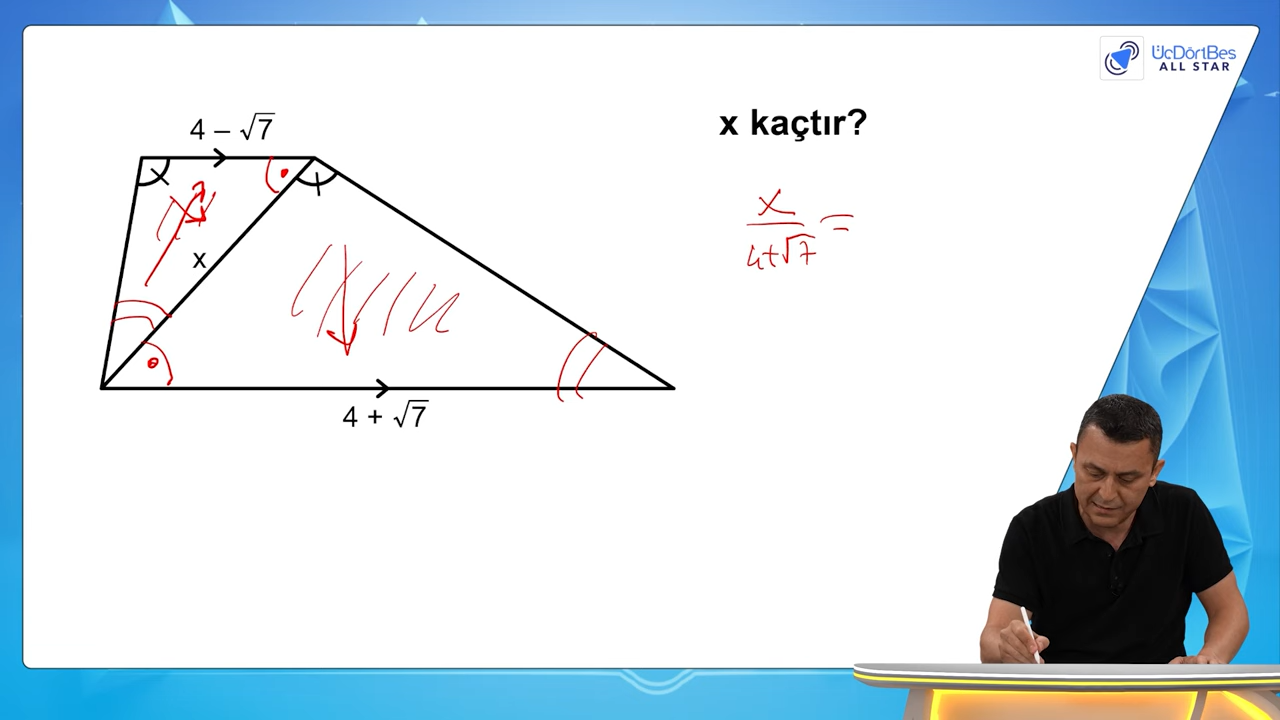 ÜçDörtBeş
ALL STAR
4 – √7
x kaçtır?
x
x
4+√7
=
4 + √7